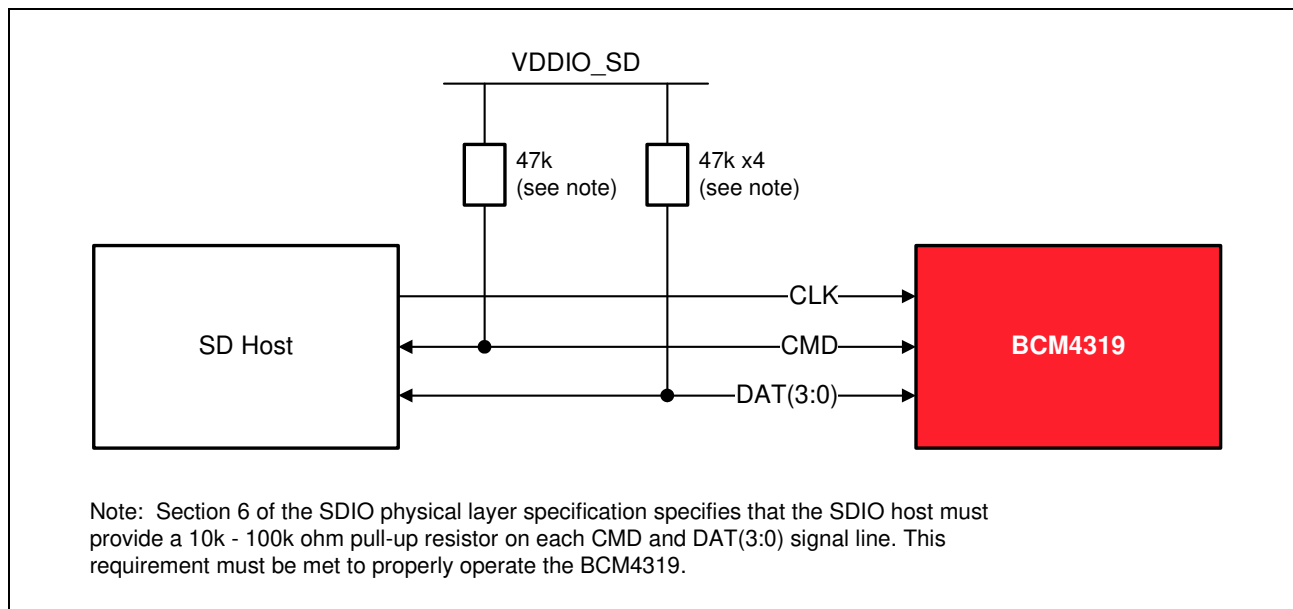 VDDIO_SD
47k
(see note)
47k x4
(see note)
CLK
SD Host
CMD
BCM4319
DAT(3:0)
Note: Section 6 of the SDIO physical layer specification specifies that the SDIO host must
provide a 10k - 100k ohm pull-up resistor on each CMD and DAT(3:0) signal line. This
requirement must be met to properly operate the BCM4319.